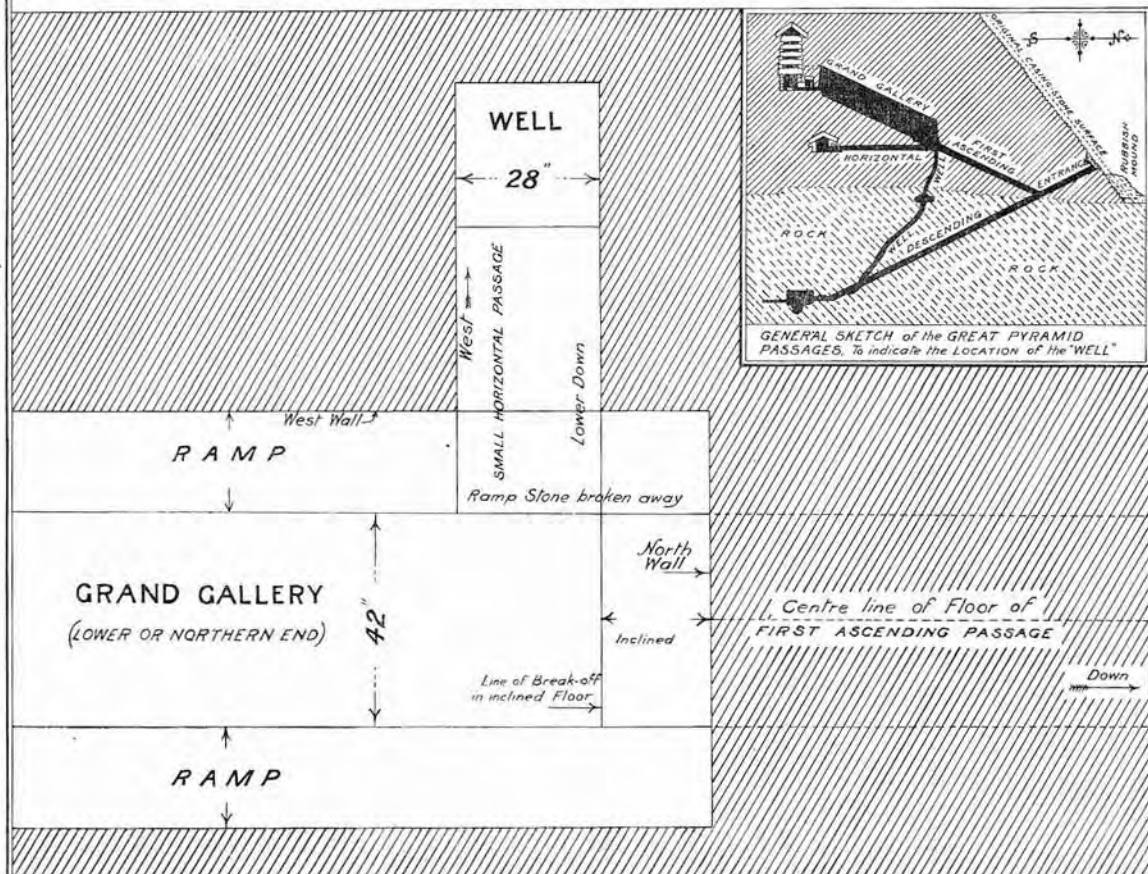 WELL
28"
West
SMALL HORIZONTAL PASSAGE
Lower Down
West Wall
RAMP
Ramp Stone broken away
GRAND GALLERY
(LOWER OR NORTHERN END)
42"
North
Wall
Inclined
Line of Break-off
in inclined Floor
Centre line of Floor of
FIRST ASCENDING PASSAGE
Down
RAMP
S
N
ORIGINAL CASING-STONE SURFACE
RUBBISH
MOUND
GRAND GALLERY
FIRST
ASCENDING
HORIZONTAL
ENTRANCE
WELL
WELL
DESCENDING
ROCK
ROCK
GENERAL SKETCH of the GREAT PYRAMID
PASSAGES, To indicate the LOCATION of the "WELL"